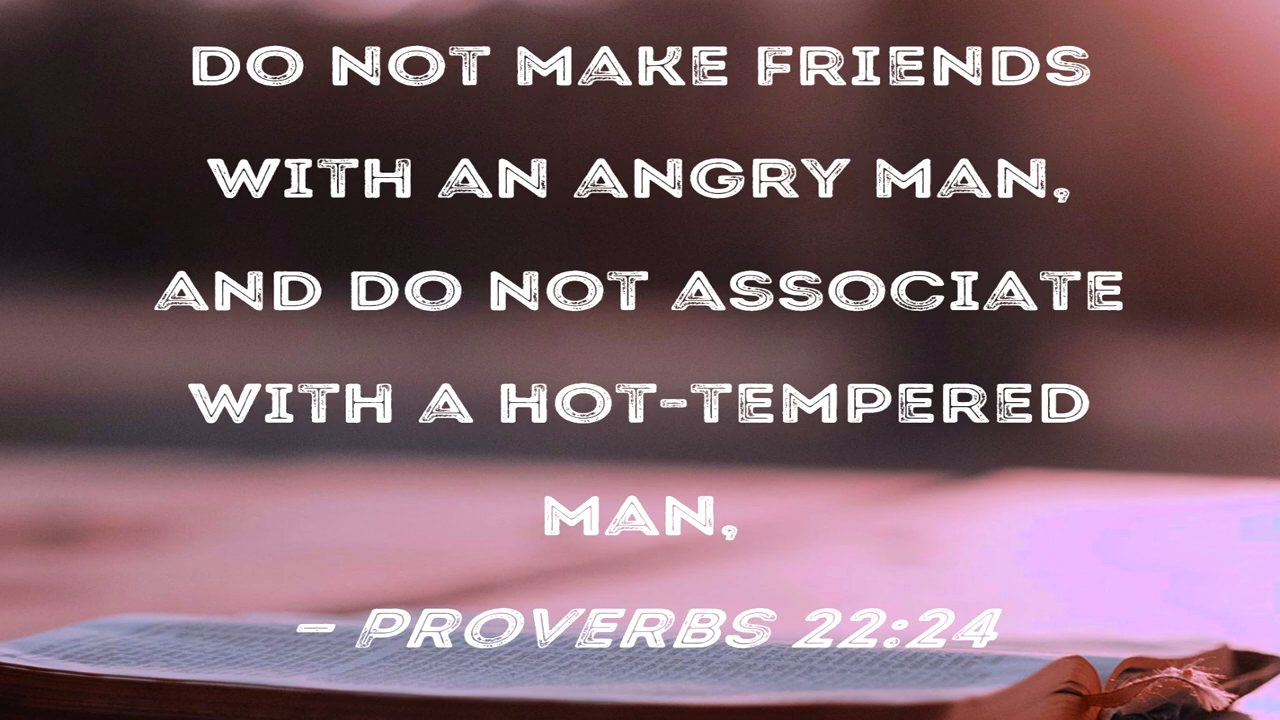 DO NOT MAKE FRIENDS
WITH AN ANGRY MAN,
AND DO NOT ASSOCIATE
WITH A HOT-TEMPERED
MAN,
– PROVERBS 22:24